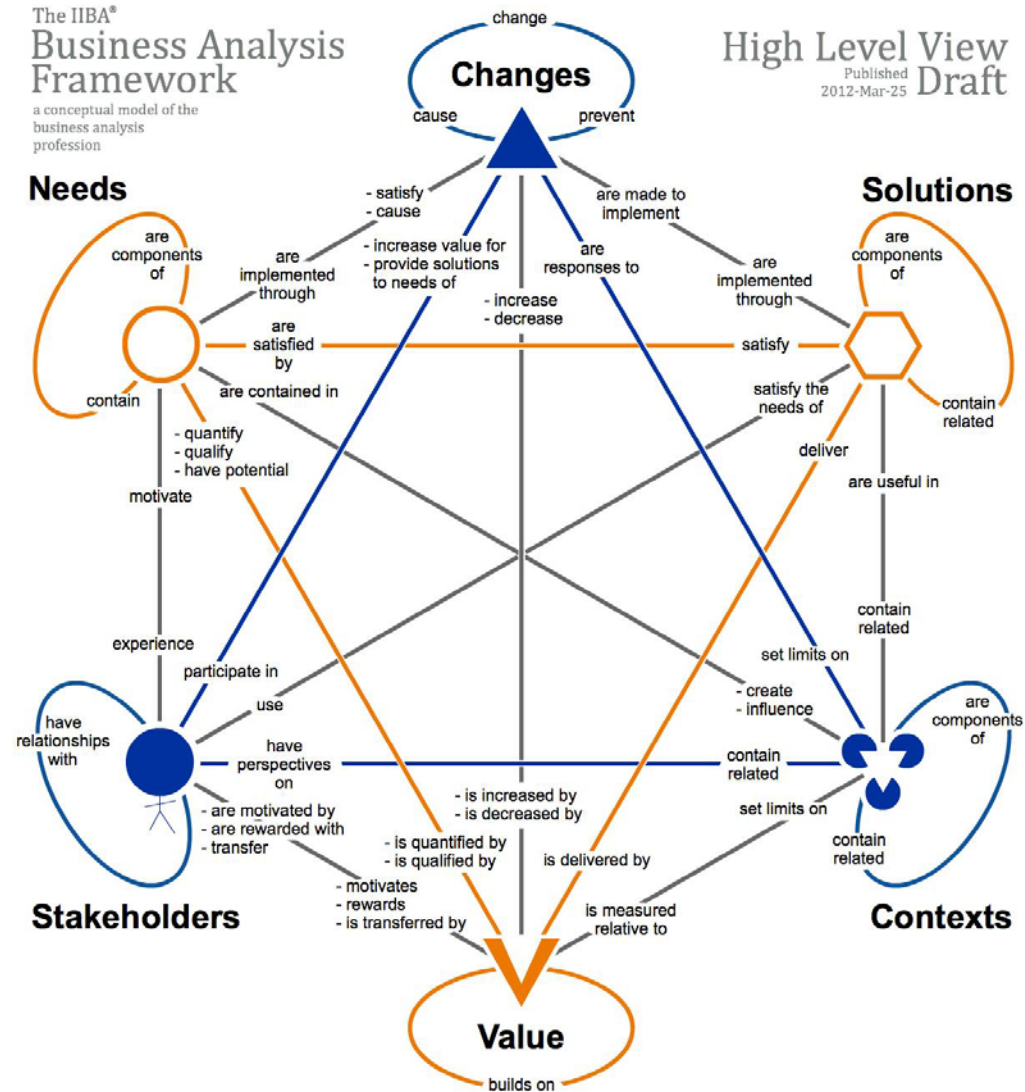 The IIBA®
Business Analysis
Framework
a conceptual model of the
business analysis
profession
High Level View
Published
2012-Mar-25
Draft
change
Changes
cause
prevent
Needs
Solutions
- satisfy
- cause
are made to
implement
are
components
of
are
components
of
- increase value for
- provide solutions
to needs of
are
responses to
are
implemented
through
are
implemented
through
- increase
- decrease
are
satisfied
by
satisfy
are contained in
satisfy the
needs of
contain
contain
related
- quantify
- qualify
- have potential
deliver
motivate
are useful in
contain
related
experience
participate in
set limits on
use
- create
- influence
have
relationships
with
are
components
of
have
perspectives
on
contain
related
- are motivated by
- are rewarded with
- transfer
- is increased by
- is decreased by
set limits on
- is quantified by
- is qualified by
is delivered by
contain
related
- motivates
- rewards
- is transferred by
is measured
relative to
Stakeholders
Contexts
Value
builds on